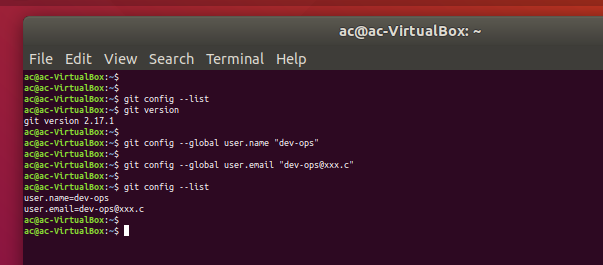 ac@ac-VirtualBox: ~
File Edit View Search Terminal Help
ac@ac-VirtualBox:~$
ac@ac-VirtualBox:~$
ac@ac-VirtualBox:~$ git config --list
ac@ac-VirtualBox:~$ git version
git version 2.17.1
ac@ac-VirtualBox:~$
ac@ac-VirtualBox:~$ git config --global user.name "dev-ops"
ac@ac-VirtualBox:~$
ac@ac-VirtualBox:~$ git config --global user.email "dev-ops@xxx.c"
ac@ac-VirtualBox:~$
ac@ac-VirtualBox:~$ git config --list
user.name=dev-ops
user.email=dev-ops@xxx.c
ac@ac-VirtualBox:~$
ac@ac-VirtualBox:~$